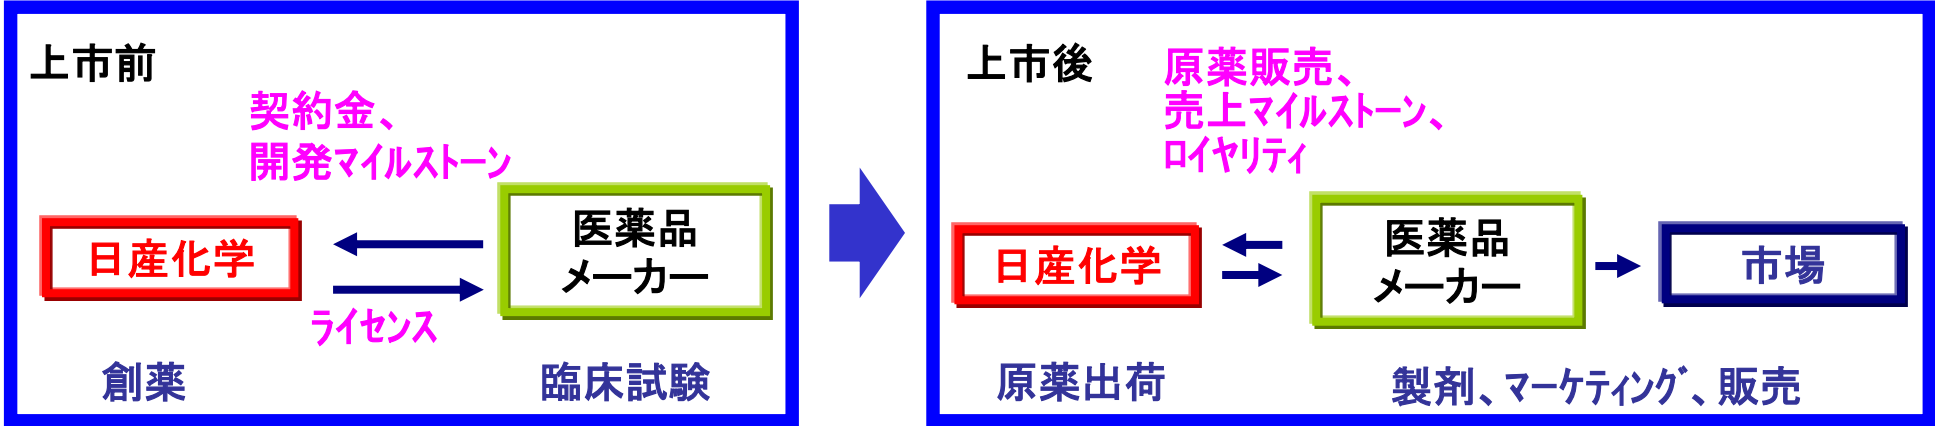 上市前
契約金、
開発マイルストーン
日産化学
医薬品
メーカー
ライセンス
創薬
臨床試験
上市後
原薬販売、
売上マイルストーン、
ロイヤリティ
日産化学
医薬品
メーカー
市場
原薬出荷
製剤、マーケティング、販売